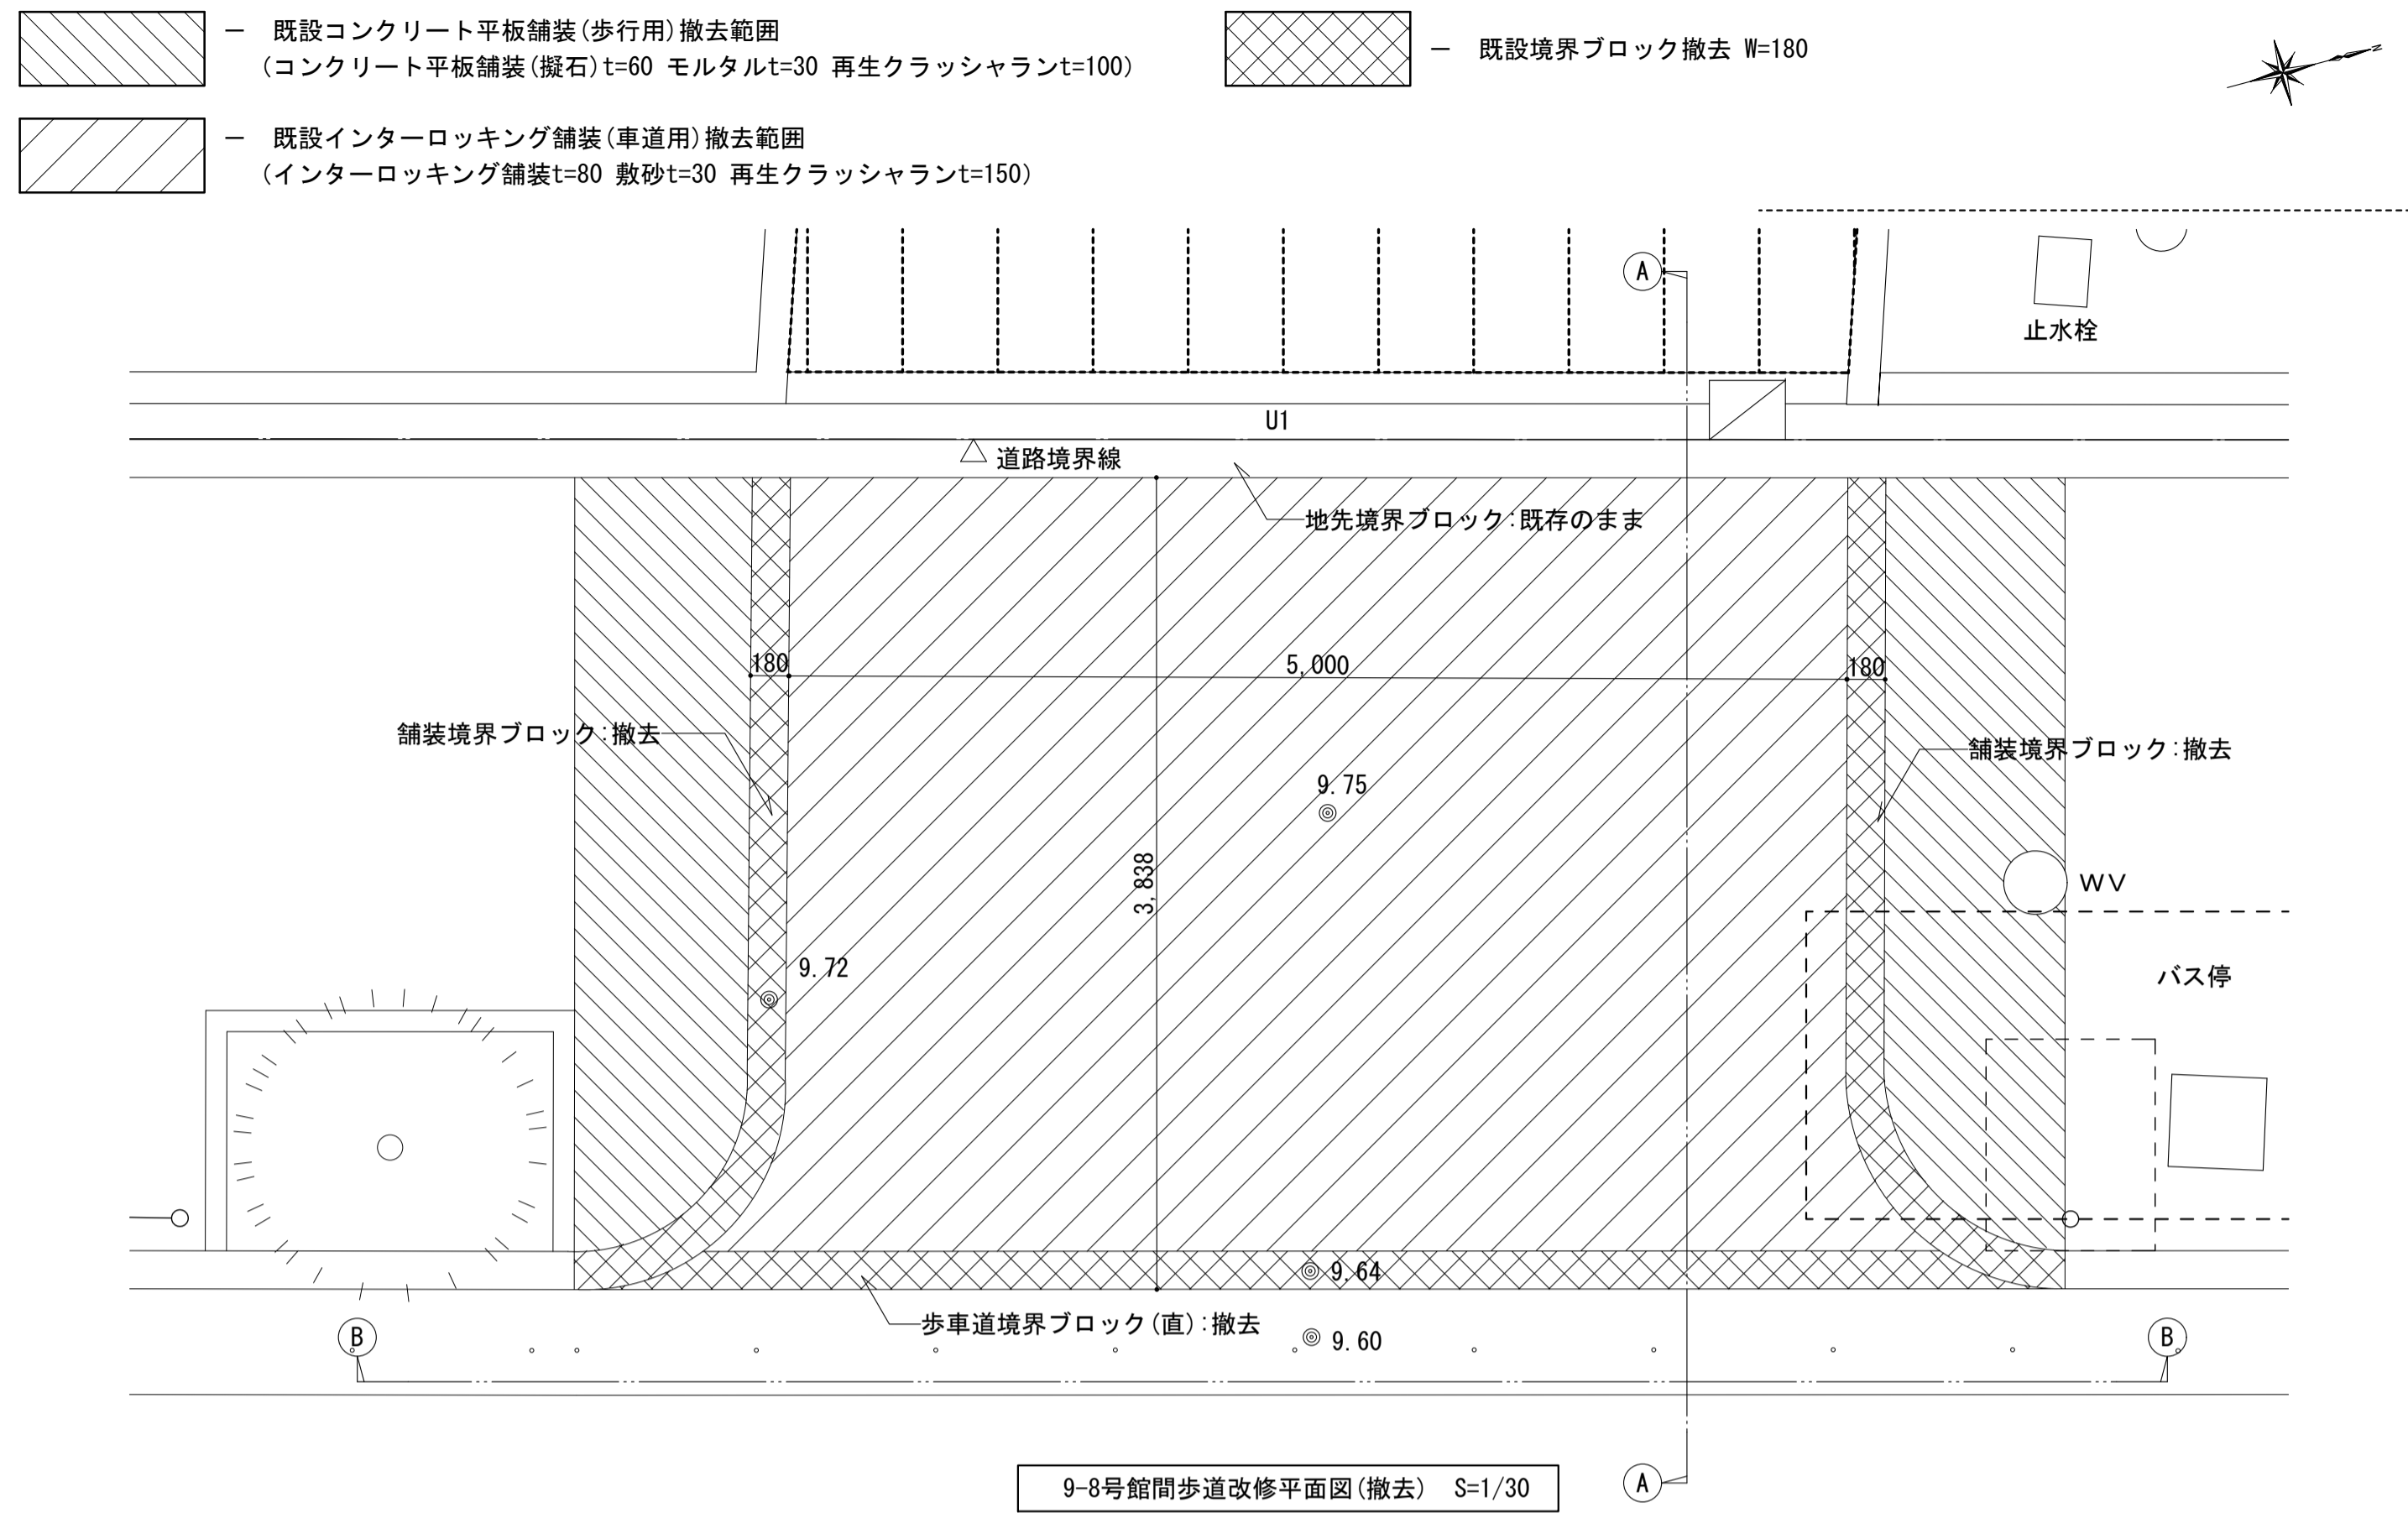 ― 既設コンクリート平板舗装(歩行用)撤去範囲
(コンクリート平板舗装(擬石)t=60 モルタルt=30 再生クラッシャランt=100)
― 既設境界ブロック撤去 W=180
N
― 既設インターロッキング舗装(車道用)撤去範囲
(インターロッキング舗装t=80 敷砂t=30 再生クラッシャランt=150)
A
止水栓
U1
道路境界線
地先境界ブロック:既存のまま
180
5,000
180
舗装境界ブロック:撤去
舗装境界ブロック:撤去
9.75
3,838
WV
9.72
バス停
9.64
歩車道境界ブロック(直):撤去
9.60
B
B
A
9-8号館間歩道改修平面図(撤去) S=1/30